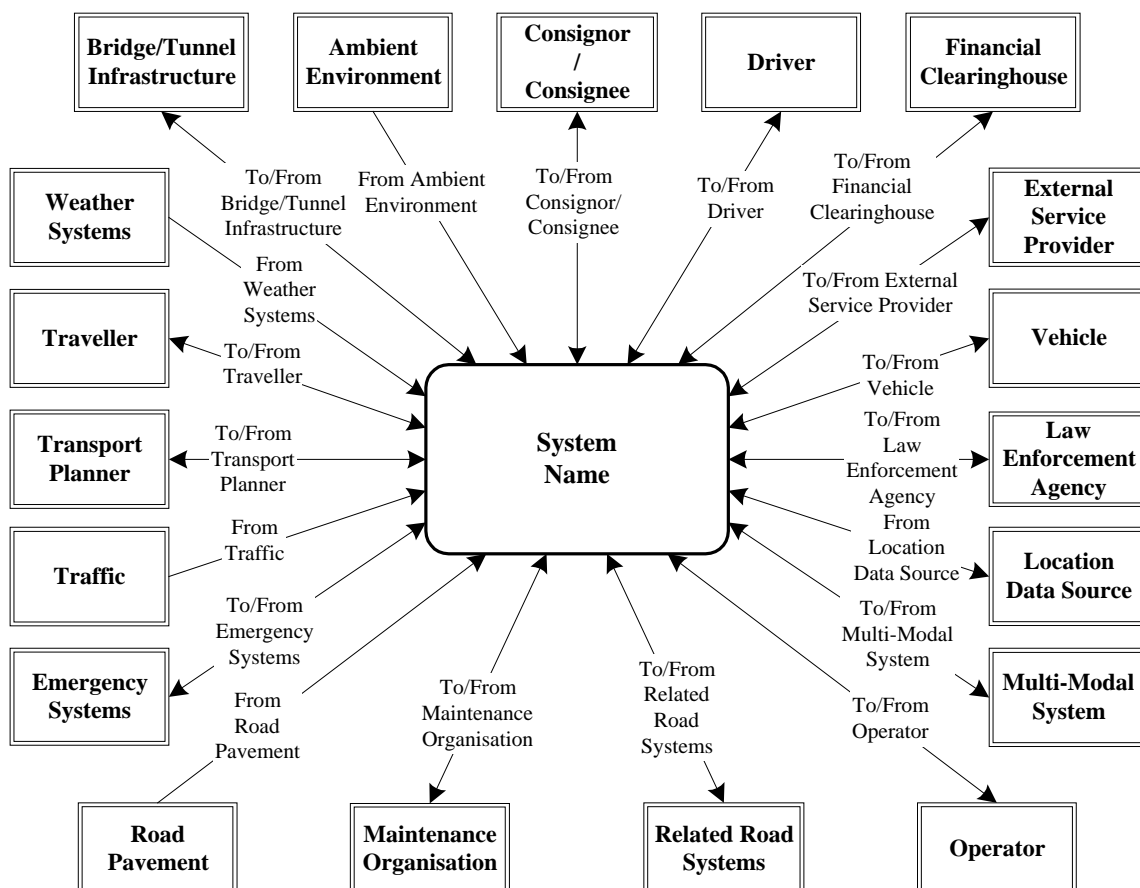 Bridge/Tunnel
Infrastructure
Ambient
Environment
Consignor
/
Consignee
Driver
Financial
Clearinghouse
To/From
Bridge/Tunnel
Infrastructure
From Ambient
Environment
To/From
Consignor/
Consignee
To/From
Driver
To/From
Financial
Clearinghouse
Weather
Systems
From
Weather
Systems
External
Service
Provider
To/From External
Service Provider
Traveller
To/From
Traveller
Vehicle
To/From
Vehicle
Transport
Planner
To/From
Transport
Planner
System
Name
To/From
Law
Enforcement
Agency
Law
Enforcement
Agency
Traffic
From
Traffic
From
Location
Data Source
Location
Data Source
Emergency
Systems
To/From
Emergency
Systems
To/From
Multi-Modal
System
Multi-Modal
System
From
Road
Pavement
To/From
Maintenance
Organisation
To/From
Related
Road
Systems
To/From
Operator
Road
Pavement
Maintenance
Organisation
Related Road
Systems
Operator